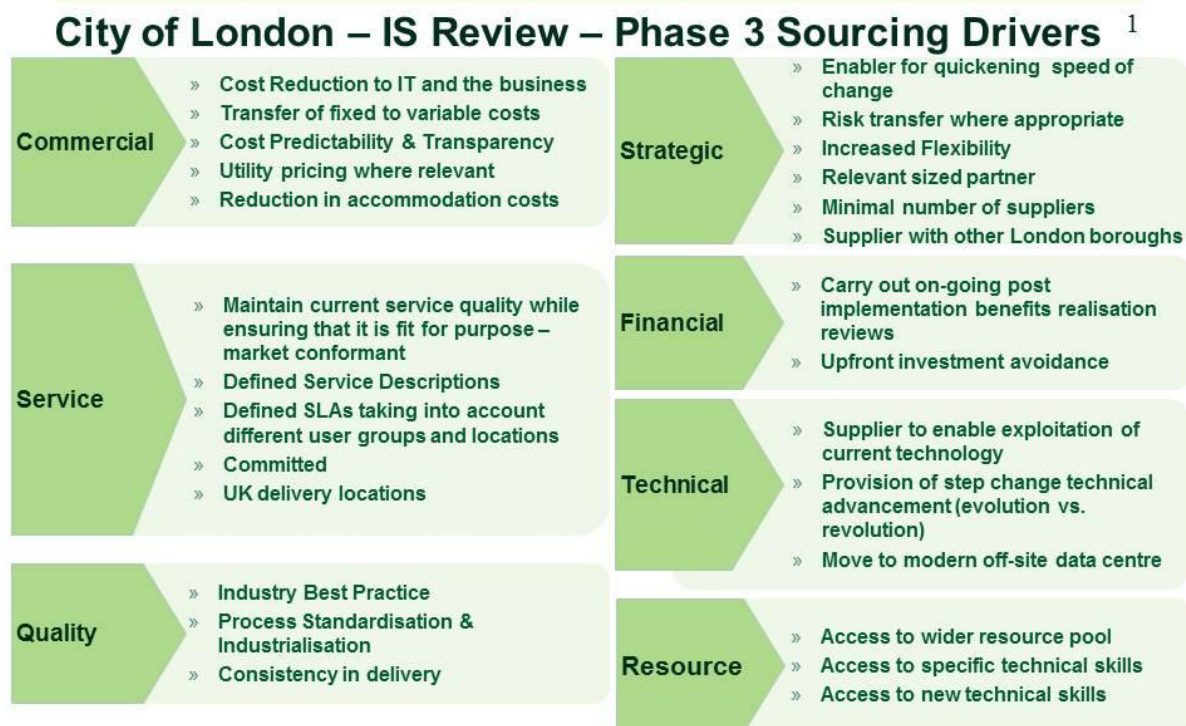 City of London – IS Review – Phase 3 Sourcing Drivers 1
Commercial
» Cost Reduction to IT and the business
» Transfer of fixed to variable costs
» Cost Predictability & Transparency
» Utility pricing where relevant
» Reduction in accommodation costs
Service
» Maintain current service quality while
ensuring that it is fit for purpose –
market conformant
» Defined Service Descriptions
» Defined SLAs taking into account
different user groups and locations
» Committed
» UK delivery locations
Quality
» Industry Best Practice
» Process Standardisation &
Industrialisation
» Consistency in delivery
Strategic
» Enabler for quickening speed of
change
» Risk transfer where appropriate
» Increased Flexibility
» Relevant sized partner
» Minimal number of suppliers
» Supplier with other London boroughs
Financial
» Carry out on-going post
implementation benefits realisation
reviews
» Upfront investment avoidance
Technical
» Supplier to enable exploitation of
current technology
» Provision of step change technical
advancement (evolution vs.
revolution)
» Move to modern off-site data centre
Resource
» Access to wider resource pool
» Access to specific technical skills
» Access to new technical skills